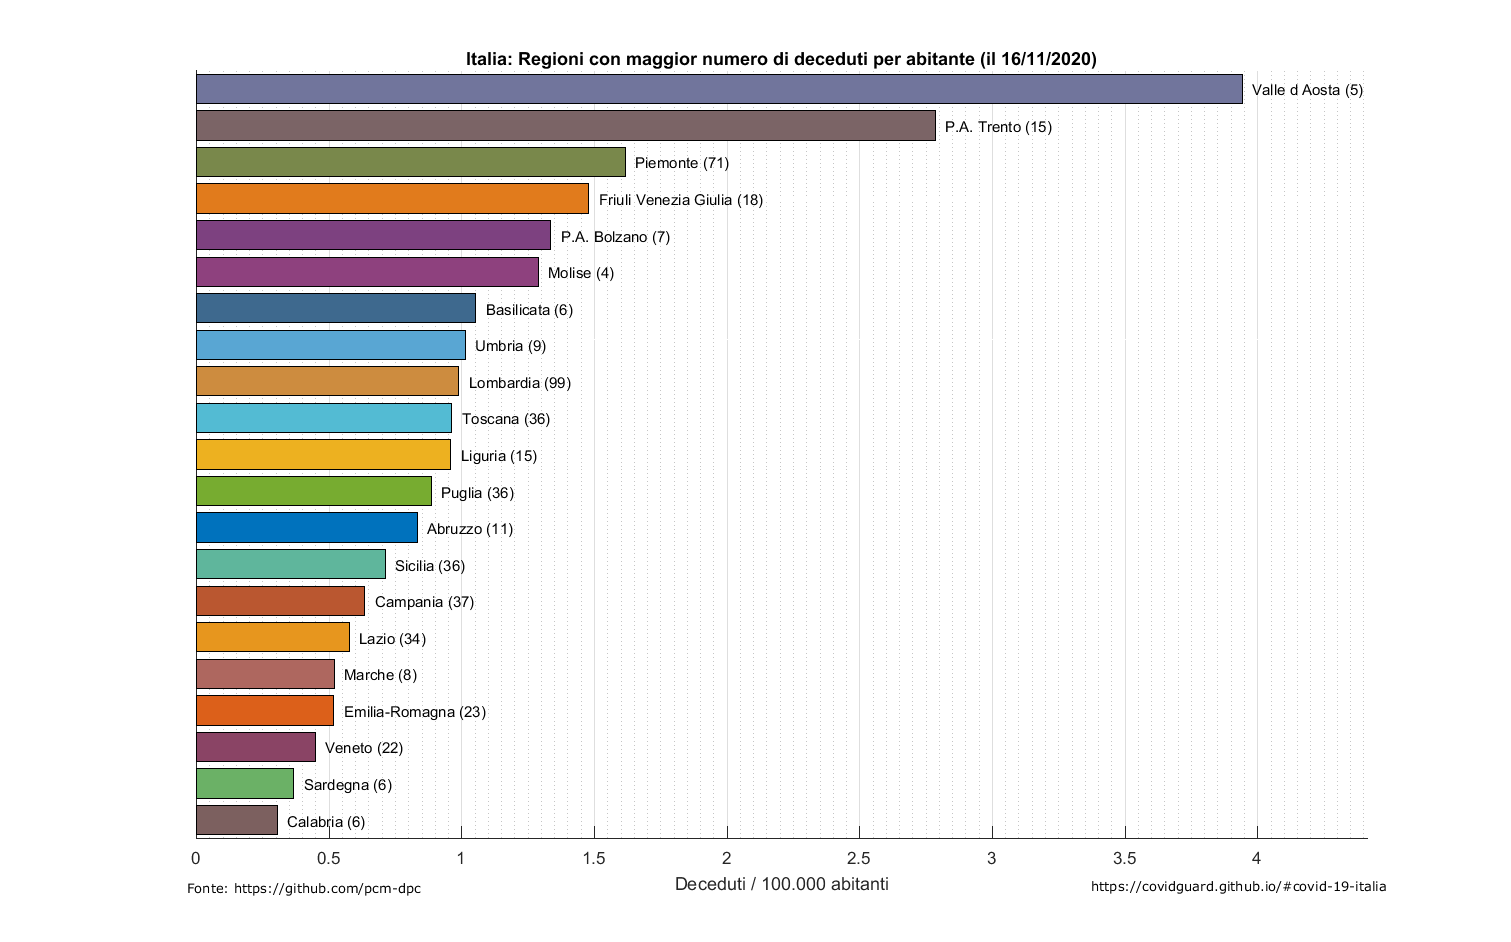 Italia: Regioni con maggior numero di deceduti per abitante (il 16/11/2020)
Valle d Aosta (5)
P.A. Trento (15)
Piemonte (71)
Friuli Venezia Giulia (18)
P.A. Bolzano (7)
Molise (4)
Basilicata (6)
Umbria (9)
Lombardia (99)
Toscana (36)
Liguria (15)
Puglia (36)
Abruzzo (11)
Sicilia (36)
Campania (37)
Lazio (34)
Marche (8)
Emilia-Romagna (23)
Veneto (22)
Sardegna (6)
Calabria (6)
0 0.5 1 1.5 2 2.5 3 3.5 4
Deceduti / 100.000 abitanti
Fonte: https://github.com/pcm-dpc
https://covidguard.github.io/#covid-19-italia